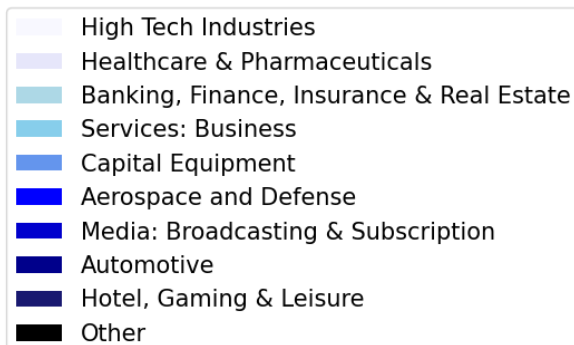 High Tech Industries
Healthcare & Pharmaceuticals
Banking, Finance, Insurance & Real Estate
Services: Business
Capital Equipment
Aerospace and Defense
Media: Broadcasting & Subscription
Automotive
Hotel, Gaming & Leisure
Other